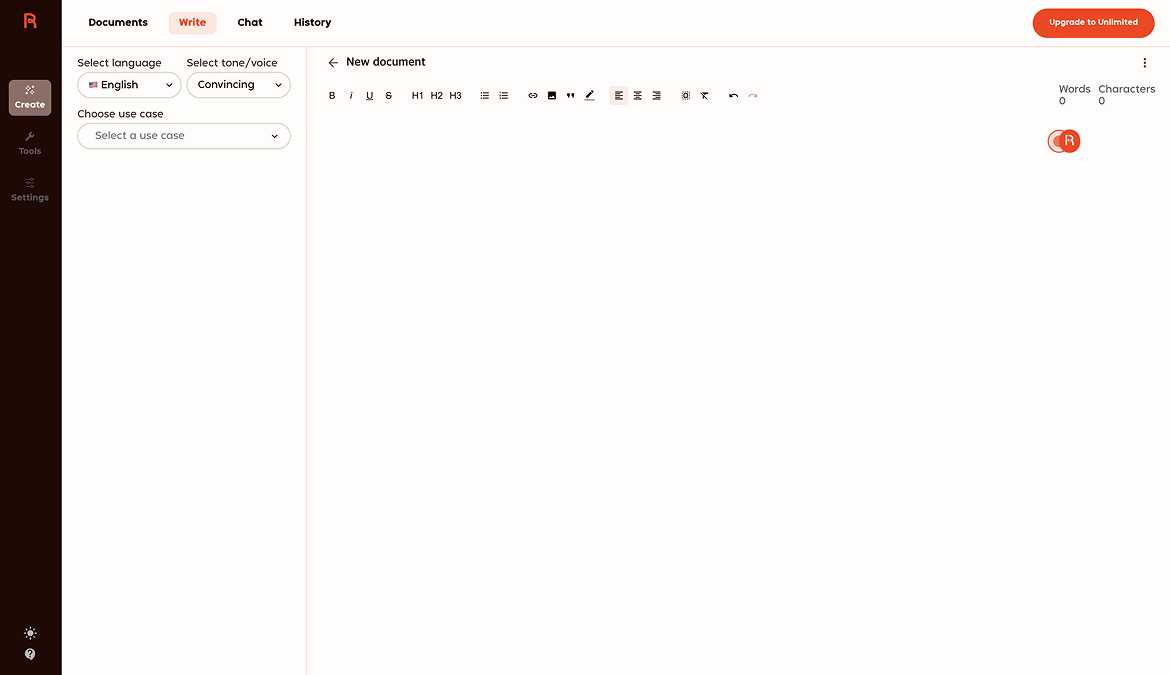 Documents Write Chat History Upgrade to Unlimited
Create
Tools
Settings
Select language Select tone/voice
English Convincing
Choose use case
Select a use case
New document
B i U S H1 H2 H3
Words Characters
0 0
R